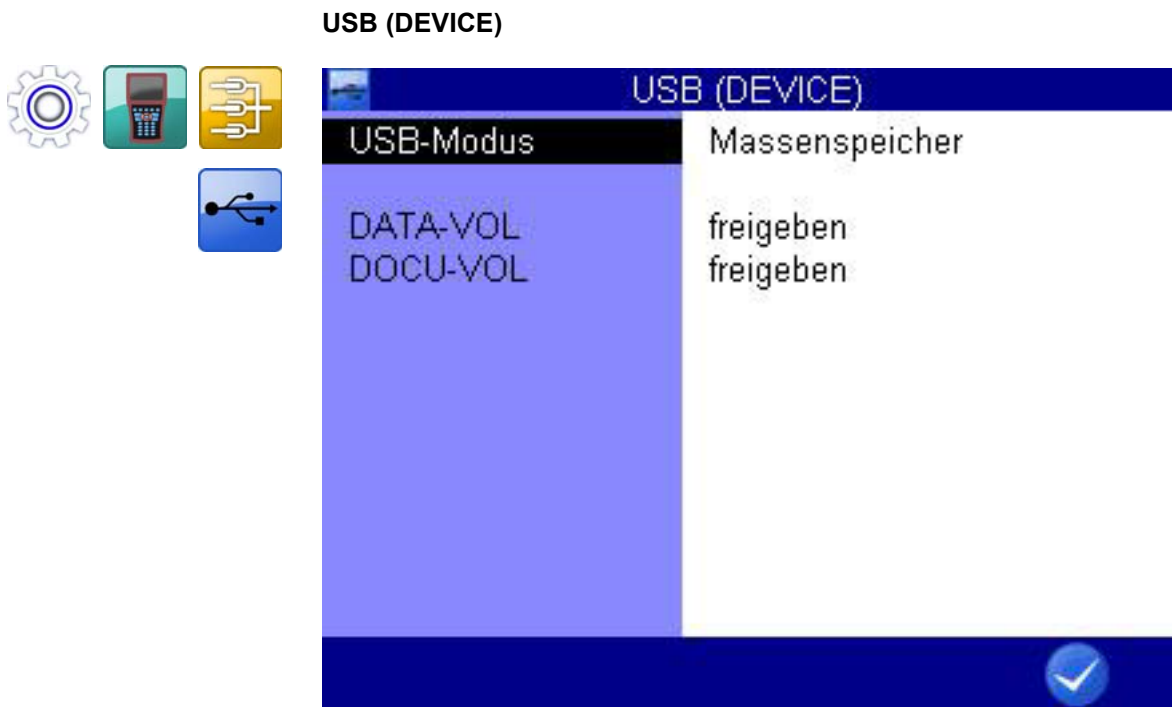 USB (DEVICE)
USB (DEVICE)
USB-Modus Massenspeicher
DATA-VOL freigeben
DOCU-VOL freigeben